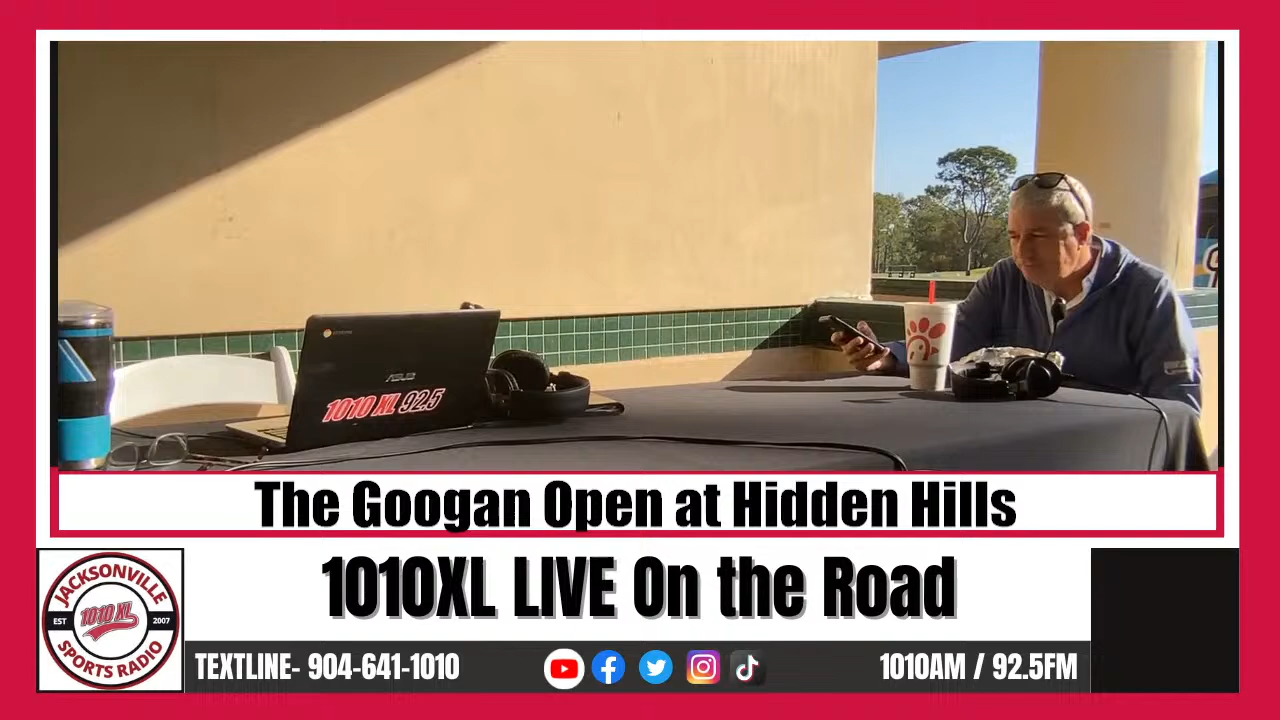 ASUS
1010 XL 92.5
The Googan Open at Hidden Hills
1010XL LIVE On the Road
JACKSONVILLE
EST
1010 XL
2007
SPORTS RADIO
TEXTLINE- 904-641-1010
1010AM / 92.5FM